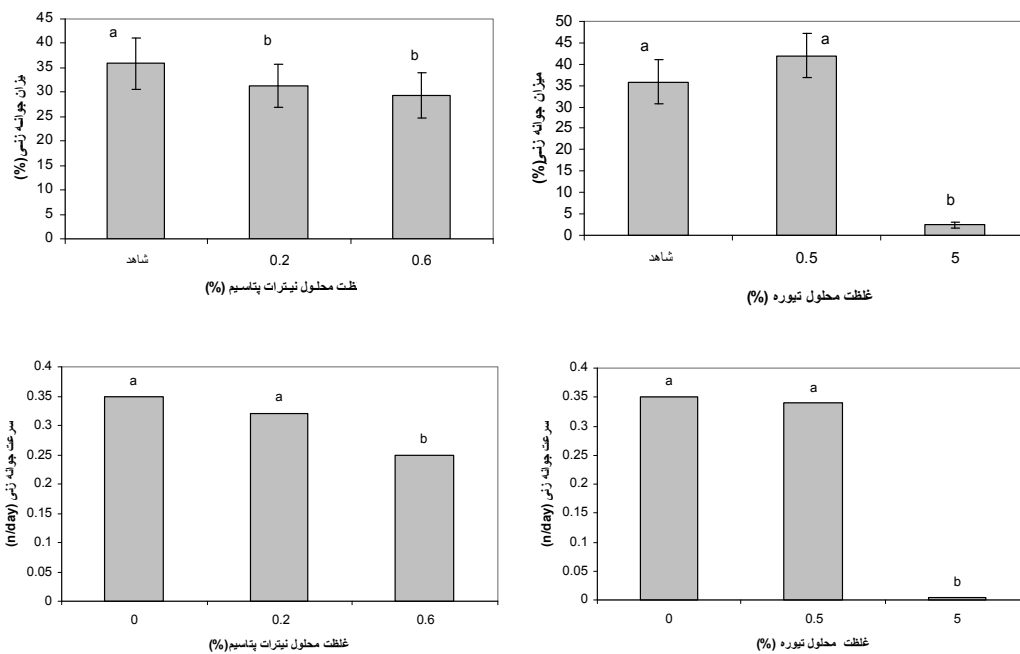 45
40
35
30
25
20
15
10
5
0
یزان جوانه زنی(%)
a
b
b
شاهد
0.2
0.6
ظت محلول نیترات پتاسیم (%)
50
45
40
35
30
25
20
15
10
5
0
میزان جوانه زنی(%)
a
a
b
شاهد
0.5
5
غلظت محلول تیوره (%)
0.4
0.35
0.3
0.25
0.2
0.15
0.1
0.05
0
سرعت جوانه زنی (n/day)
a
a
b
0
0.2
0.6
غلظت محلول نیترات پتاسیم(%)
0.4
0.35
0.3
0.25
0.2
0.15
0.1
0.05
0
سرعت جوانه زنی (n/day)
a
a
b
0
0.5
5
غلظت محلول تیوره (%)